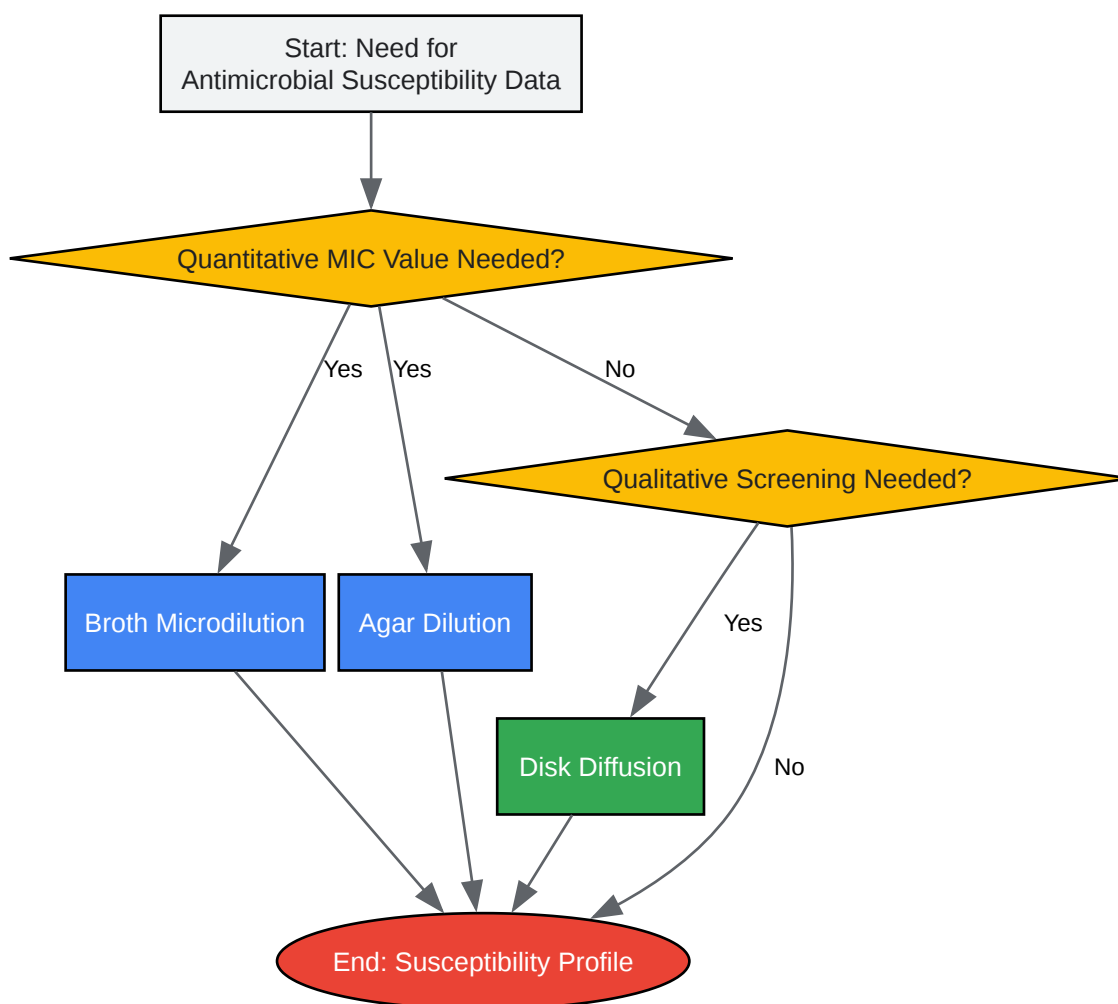 Start: Need for
Antimicrobial Susceptibility Data
Quantitative MIC Value Needed?
Yes
Yes
No
Qualitative Screening Needed?
Broth Microdilution
Agar Dilution
Yes
Disk Diffusion
No
End: Susceptibility Profile